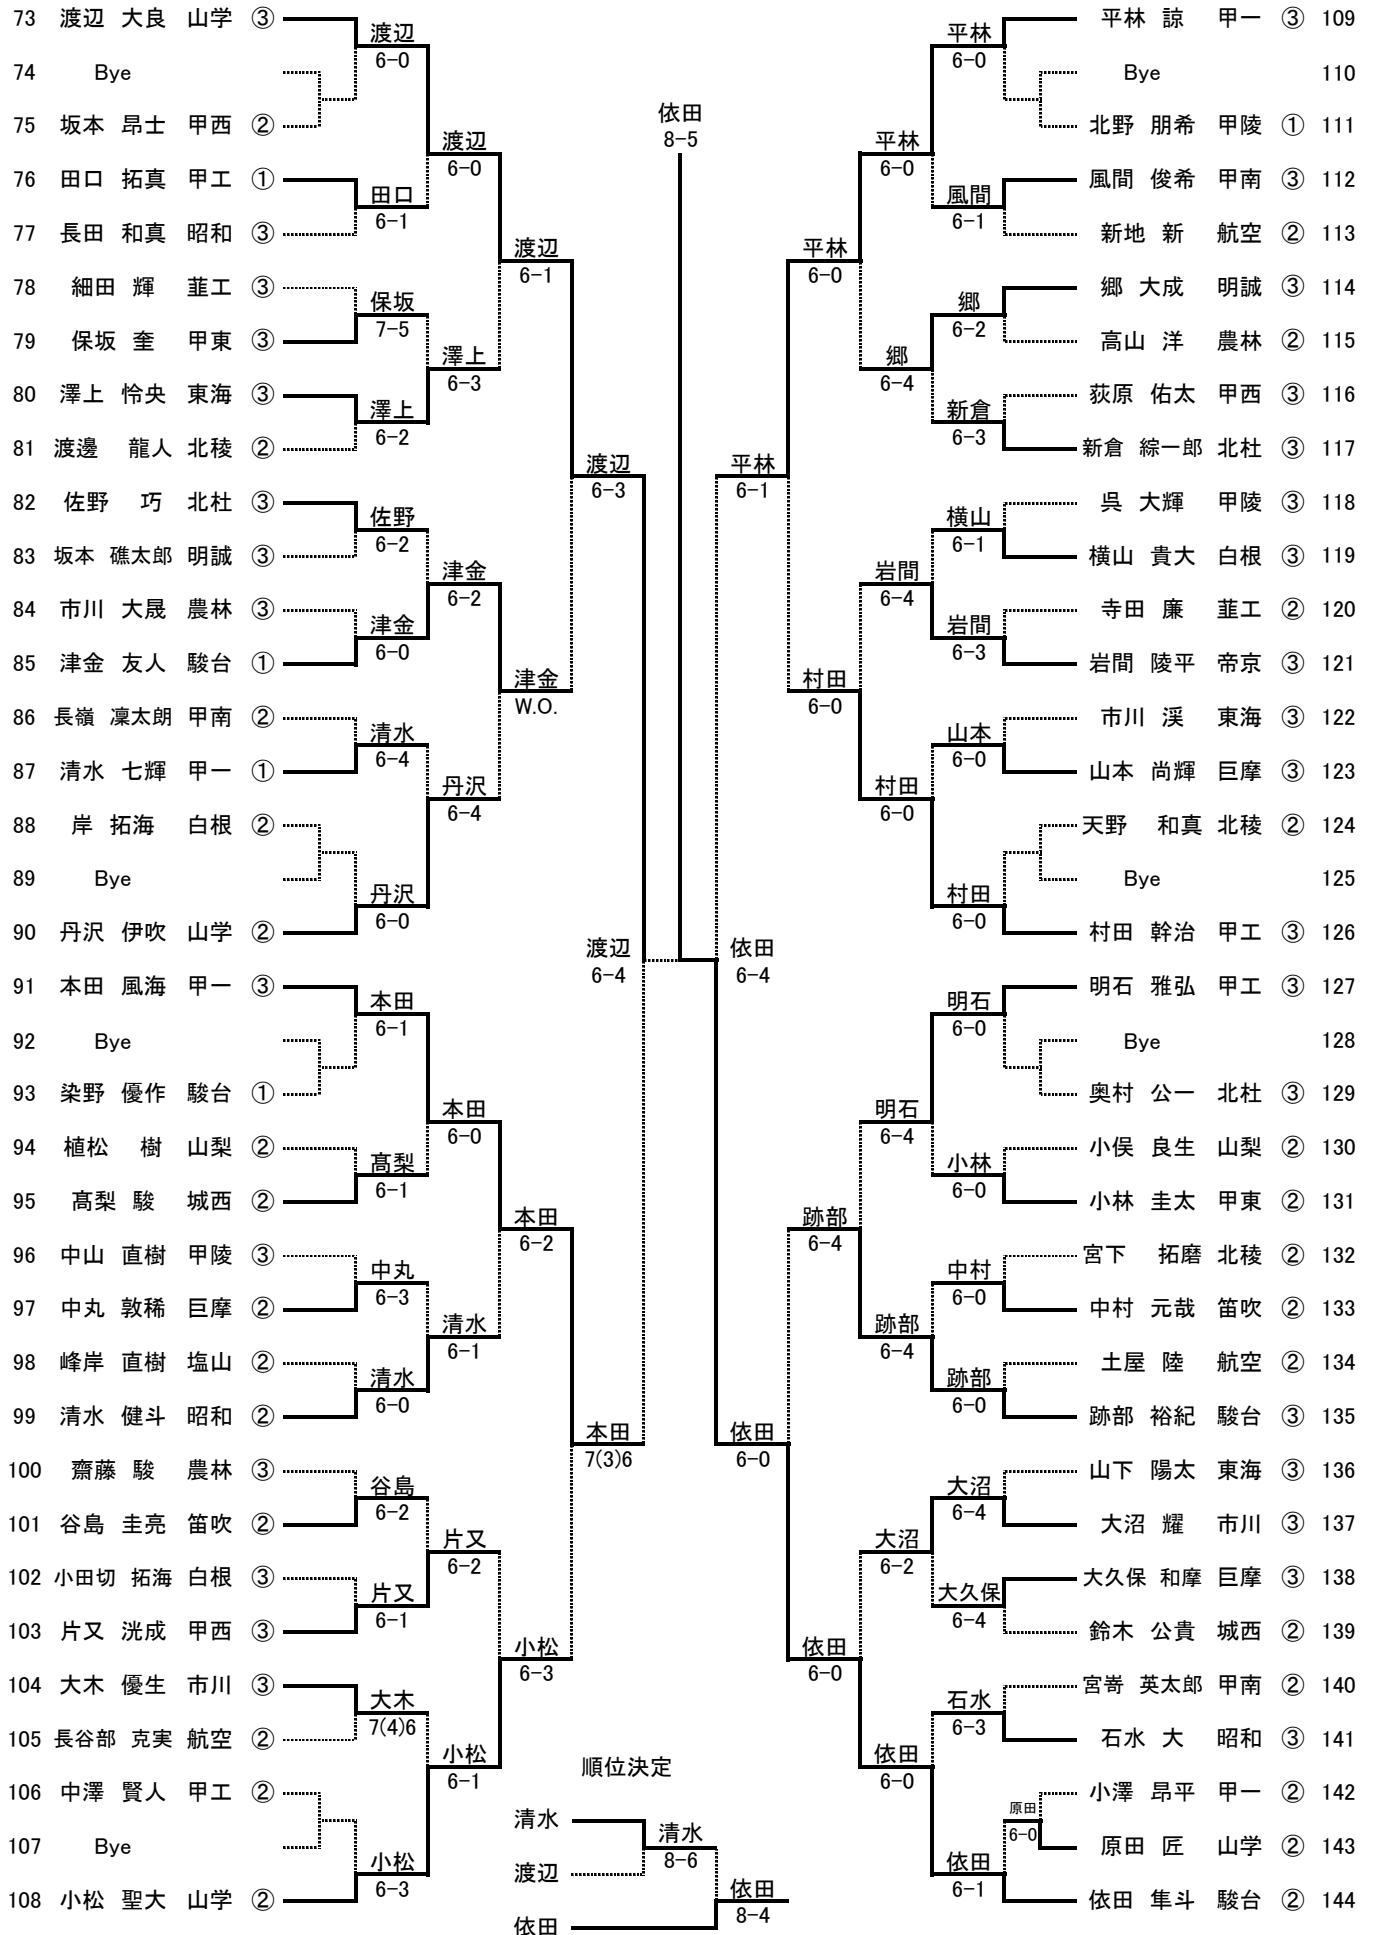 73 渡辺 大良 山学 ③
74 Bye
75 坂本 昂士 甲西 ②
76 田口 拓真 甲工 ①
77 長田 和真 昭和 ③
78 細田 輝 韮工 ③
79 保坂 奎 甲東 ③
80 澤上 怜央 東海 ③
81 渡邊 龍人 北稜 ②
82 佐野 巧 北杜 ③
83 坂本 礁太郎 明誠 ③
84 市川 大晟 農林 ③
85 津金 友人 駿台 ①
86 長嶺 凜太朗 甲南 ②
87 清水 七輝 甲一 ①
88 岸 拓海 白根 ②
89 Bye
90 丹沢 伊吹 山学 ②
91 本田 風海 甲一 ③
92 Bye
93 染野 優作 駿台 ①
94 植松 樹 山梨 ②
95 髙梨 駿 城西 ②
96 中山 直樹 甲陵 ③
97 中丸 敦稀 巨摩 ②
98 峰岸 直樹 塩山 ②
99 清水 健斗 昭和 ②
100 齋藤 駿 農林 ③
101 谷島 圭亮 笛吹 ②
102 小田切 拓海 白根 ③
103 片又 洸成 甲西 ③
104 大木 優生 市川 ③
105 長谷部 克実 航空 ②
106 中澤 賢人 甲工 ②
107 Bye
108 小松 聖大 山学 ②
渡辺
6-0
田口
6-1
保坂
7-5
澤上
6-2
佐野
6-2
津金
6-0
清水
6-4
丹沢
6-0
本田
6-1
髙梨
6-1
中丸
6-3
清水
6-0
谷島
6-2
片又
6-1
大木
7(4)6
小松
6-3
渡辺
6-0
澤上
6-3
津金
6-2
丹沢
6-4
本田
6-0
清水
6-1
片又
6-2
小松
6-1
渡辺
6-1
津金
W.O.
本田
6-2
小松
6-3
渡辺
6-3
本田
7(3)6
渡辺
6-4
依田
8-5
依田
6-4
平林
6-1
依田
6-0
平林
6-0
村田
6-0
跡部
6-4
依田
6-0
平林
6-0
郷
6-4
岩間
6-4
村田
6-0
明石
6-4
跡部
6-4
大沼
6-2
依田
6-0
平林
6-0
風間
6-1
郷
6-2
新倉
6-3
横山
6-1
岩間
6-3
山本
6-0
村田
6-0
明石
6-0
小林
6-0
中村
6-0
跡部
6-0
大沼
6-4
大久保
6-4
石水
6-3
原田
6-0
依田
6-1
平林 諒 甲一 ③ 109
Bye 110
北野 朋希 甲陵 ① 111
風間 俊希 甲南 ③ 112
新地 新 航空 ② 113
郷 大成 明誠 ③ 114
高山 洋 農林 ② 115
荻原 佑太 甲西 ③ 116
新倉 綜一郎 北杜 ③ 117
呉 大輝 甲陵 ③ 118
横山 貴大 白根 ③ 119
寺田 廉 韮工 ② 120
岩間 陵平 帝京 ③ 121
市川 渓 東海 ③ 122
山本 尚輝 巨摩 ③ 123
天野 和真 北稜 ② 124
Bye 125
村田 幹治 甲工 ③ 126
明石 雅弘 甲工 ③ 127
Bye 128
奥村 公一 北杜 ③ 129
小俣 良生 山梨 ② 130
小林 圭太 甲東 ② 131
宮下 拓磨 北稜 ② 132
中村 元哉 笛吹 ② 133
土屋 陸 航空 ② 134
跡部 裕紀 駿台 ③ 135
山下 陽太 東海 ③ 136
大沼 耀 市川 ③ 137
大久保 和摩 巨摩 ③ 138
鈴木 公貴 城西 ② 139
宮嵜 英太郎 甲南 ② 140
石水 大 昭和 ③ 141
小澤 昂平 甲一 ② 142
原田 匠 山学 ② 143
依田 隼斗 駿台 ② 144
順位決定
清水
渡辺
依田
清水
8-6
依田
8-4